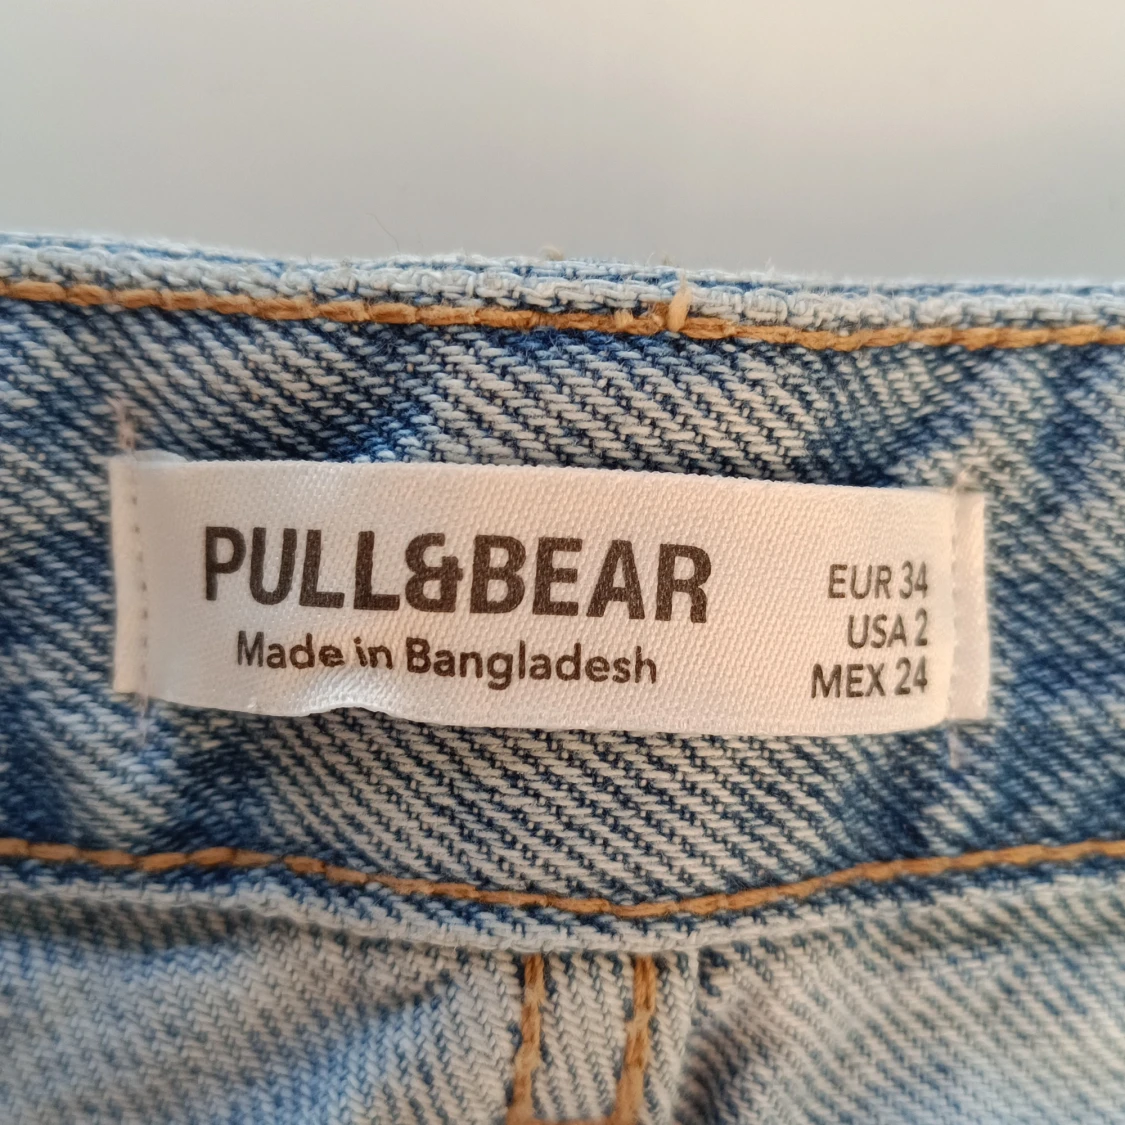 PULL&BEAR
Made in Bangladesh
EUR 34
USA 2
MEX 24